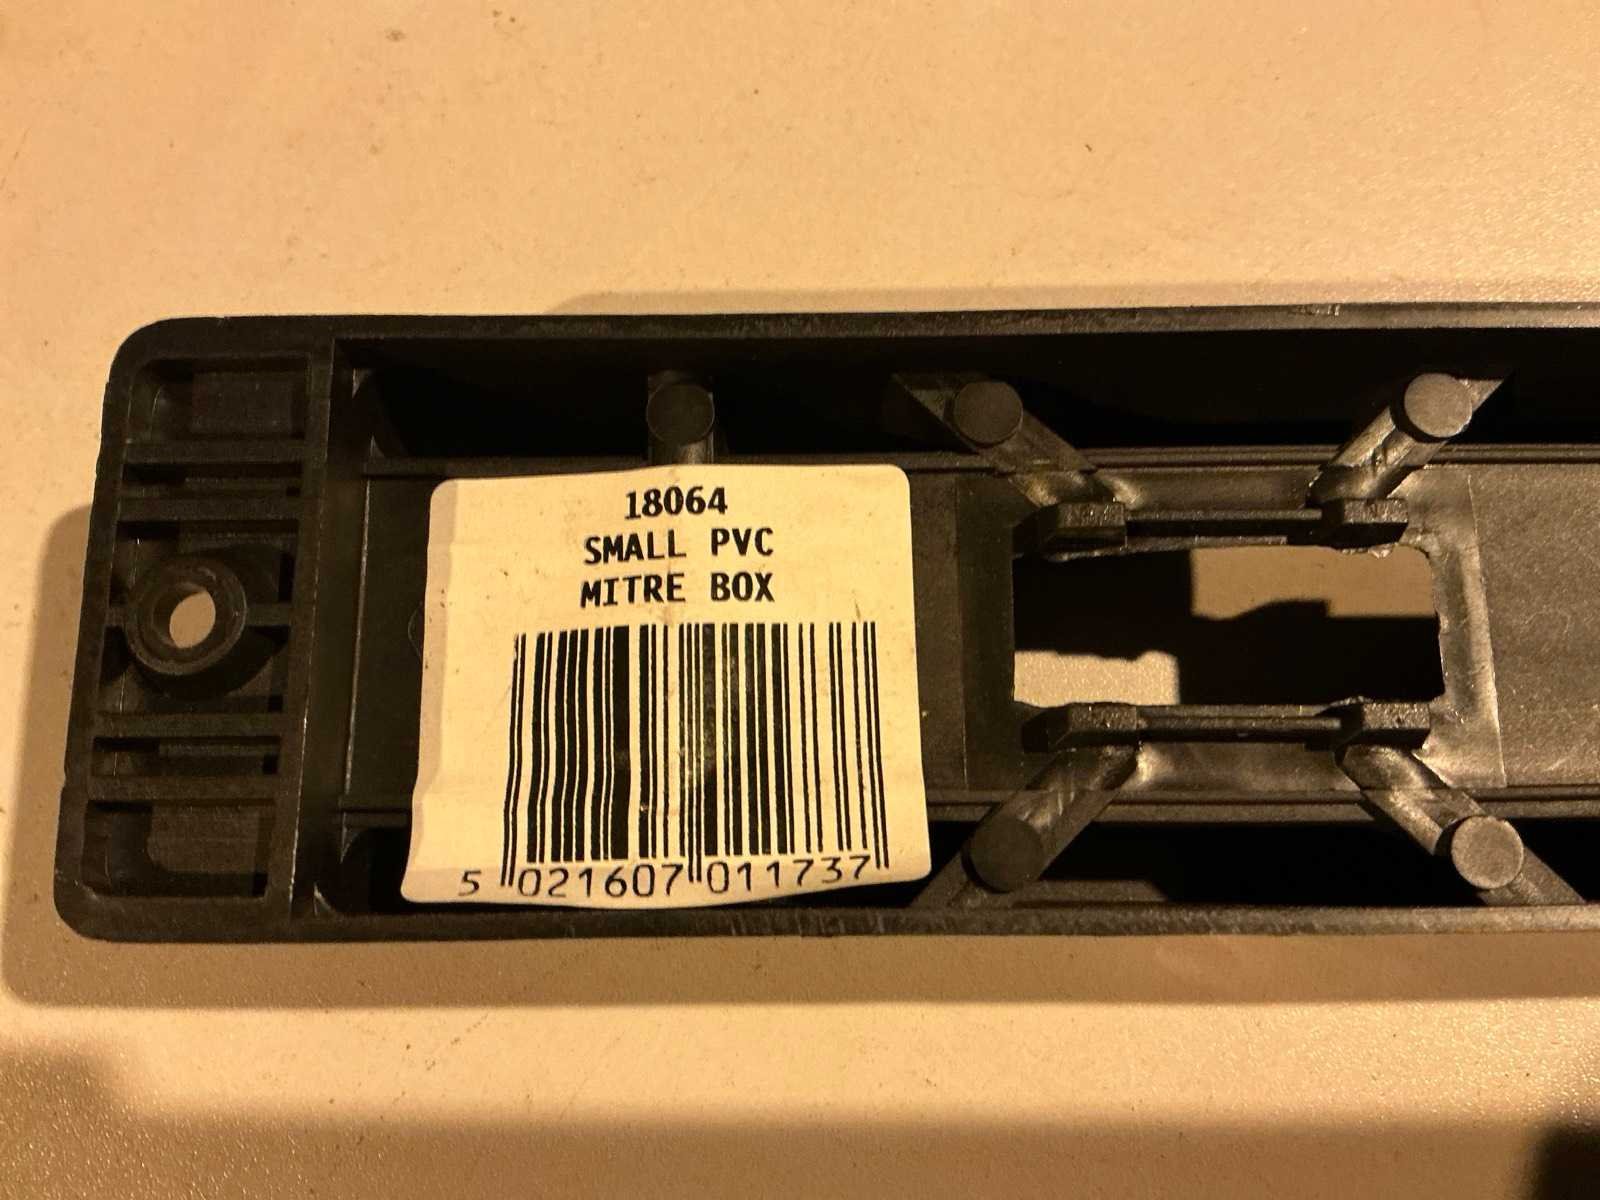 18064
SMALL PVC
MITRE BOX
5 021607 011737